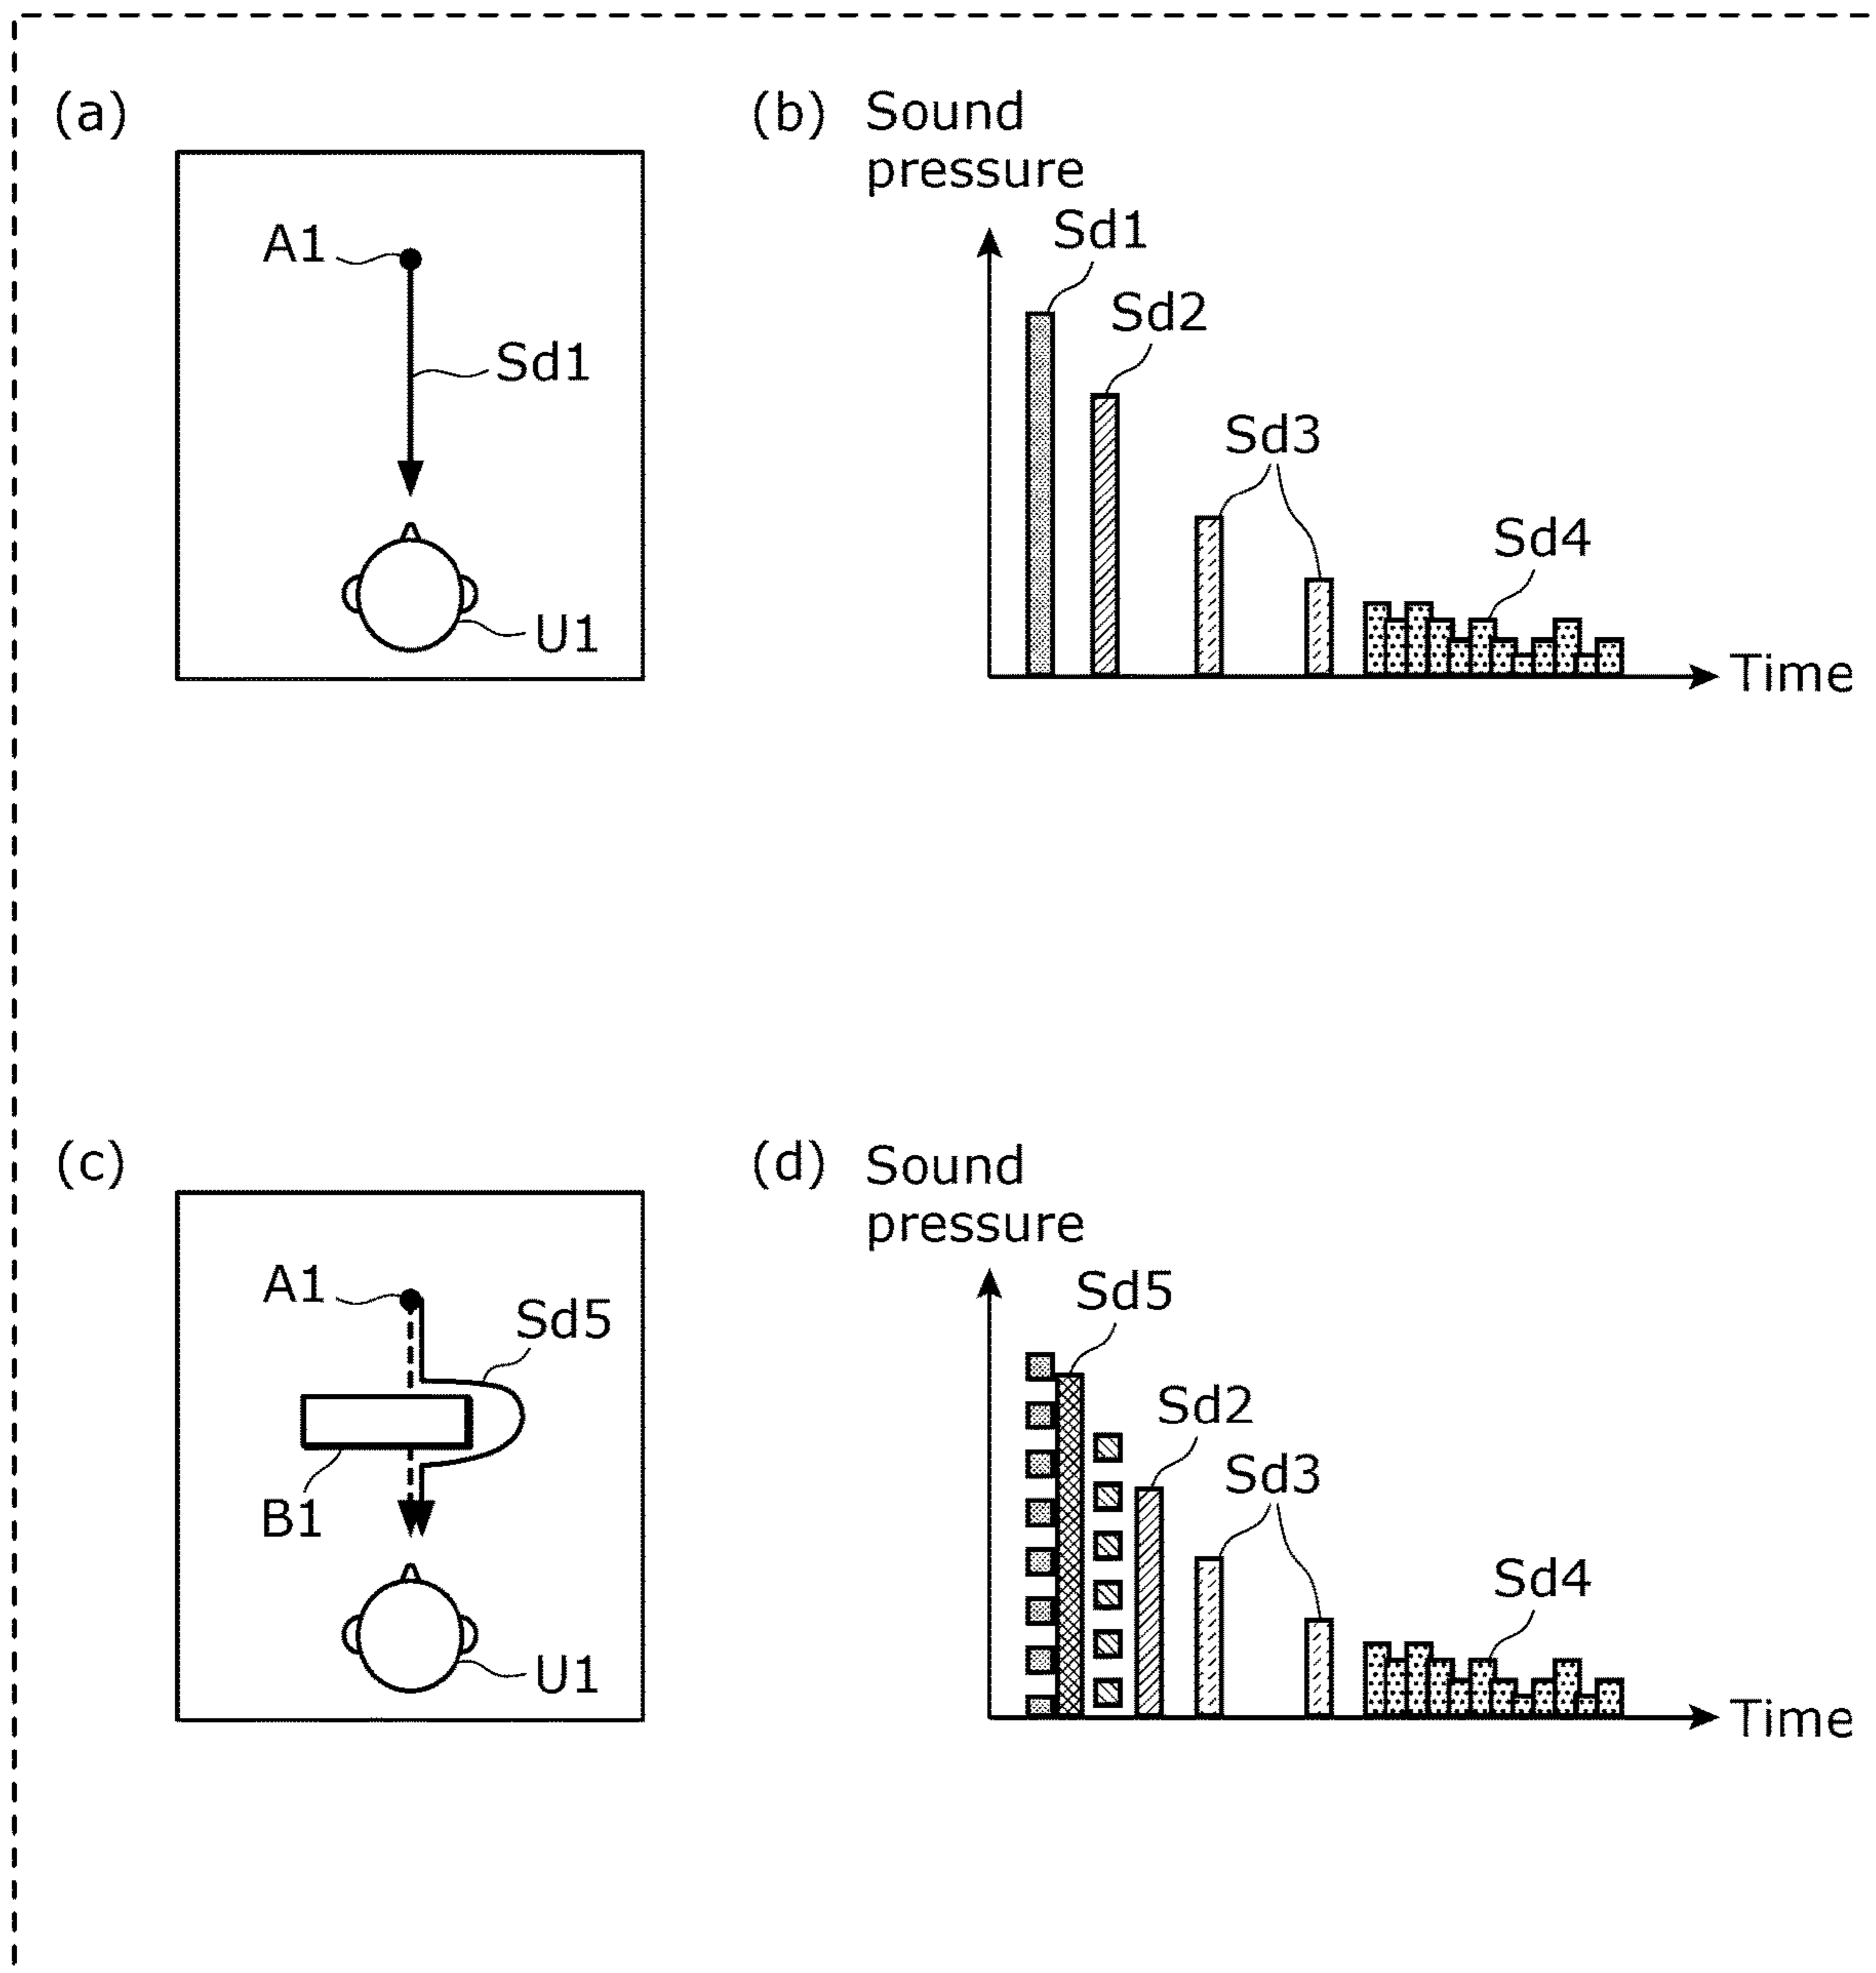 (a)
A1
Sd1
U1
(b) Sound
pressure
Sd1
Sd2
Sd3
Sd4
Time
(c)
A1
Sd5
B1
U1
(d) Sound
pressure
Sd5
Sd2
Sd3
Sd4
Time